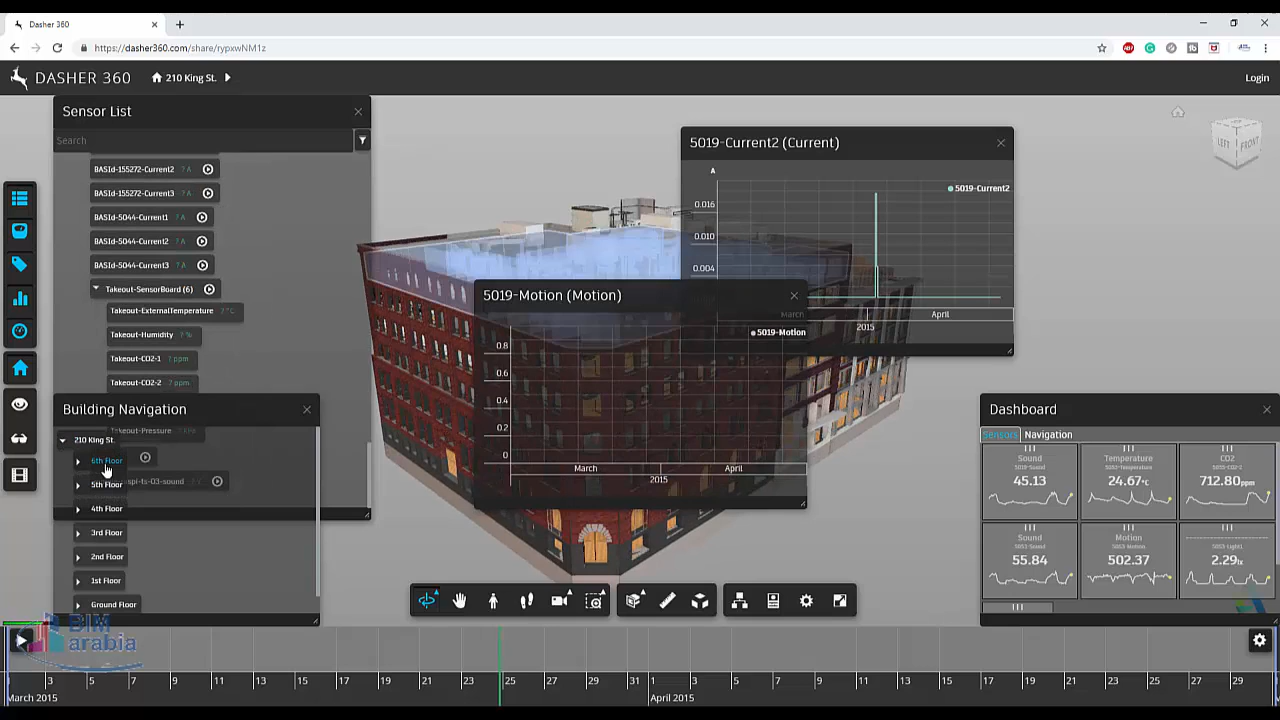 Dasher 360
https://dasher360.com/share/rypxwNM1z
DASHER 360
210 King St.
Login
Sensor List
Search
BASId-155272-Current2 ? A
BASId-155272-Current3 ? A
BASId-5044-Current1 ? A
BASId-5044-Current2 ? A
BASId-5044-Current3 ? A
Takeout-SensorBoard (6)
Takeout-ExternalTemperature ? °C
Takeout-Humidity ? %
Takeout-CO2-1 ? ppm
Takeout-CO2-2 ? ppm
Building Navigation
Takeout-Pressure
210 King St.
6th Floor
5th Floor
spi-ts-03-sound
4th Floor
3rd Floor
2nd Floor
1st Floor
Ground Floor
5019-Current2 (Current)
A
5019-Current2
0.016
0.010
0.004
March
April
2015
5019-Motion (Motion)
5019-Motion
0.8
0.6
0.4
0.2
0
March
April
2015
Dashboard
Sensors
Navigation
Sound
5019-Sound
45.13
Temperature
24.67°C
CO2
712.80ppm
Sound
55.84
Motion
502.37
2.29lx
BIM
arabia
3 5 7 9 11 13 15 17 19 21 23 25 27 29 31 1 3 5 7 9 11 13 15 17 19 21 23 25 27 29
March 2015
April 2015